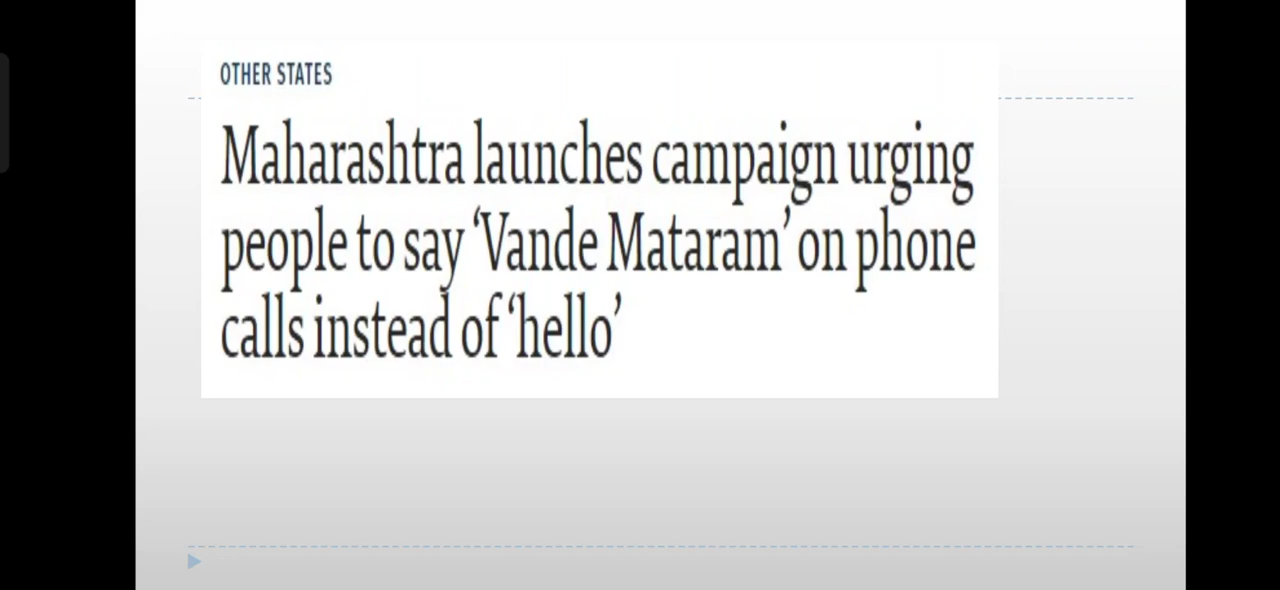 OTHER STATES
Maharashtra launches campaign urging
people to say ‘Vande Mataram’ on phone
calls instead of ‘hello’